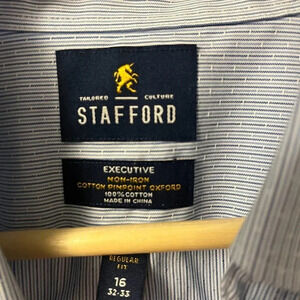 TAILORED CULTURE
STAFFORD
EXECUTIVE
NON-IRON
COTTON PINPOINT OXFORD
100% COTTON
MADE IN CHINA
REGULAR
FIT
16
32-33